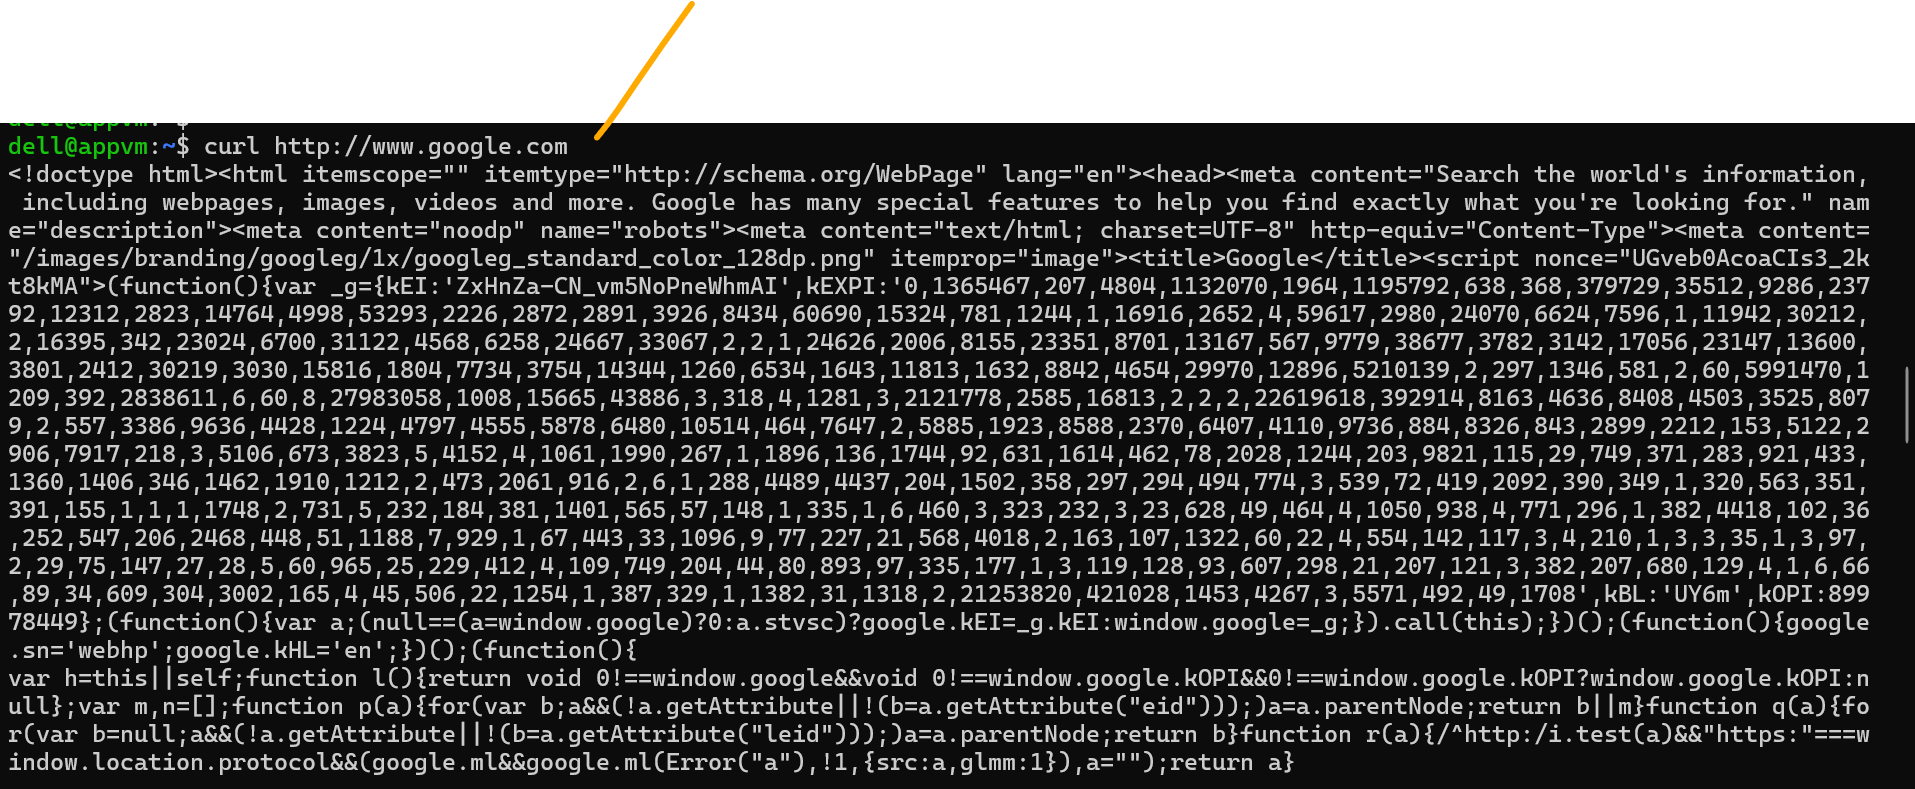 dell@appvm:~$
dell@appvm:~$ curl http://www.google.com
<!doctype html><html itemscope="" itemtype="http://schema.org/WebPage" lang="en"><head><meta content="Search the world's information,
 including webpages, images, videos and more. Google has many special features to help you find exactly what you're looking for." nam
e="description"><meta content="noodp" name="robots"><meta content="text/html; charset=UTF-8" http-equiv="Content-Type"><meta content=
"/images/branding/googleg/1x/googleg_standard_color_128dp.png" itemprop="image"><title>Google</title><script nonce="UGveb0AcoaCIs3_2k
t8kMA">(function(){var _g={kEI:'ZxHnZa-CN_vm5NoPneWhmAI',kEXPI:'0,1365467,207,4804,1132070,1964,1195792,638,368,379729,35512,9286,237
92,12312,2823,14764,4998,53293,2226,2872,2891,3926,8434,60690,15324,781,1244,1,16916,2652,4,59617,2980,24070,6624,7596,1,11942,30212,
2,16395,342,23024,6700,31122,4568,6258,24667,33067,2,2,1,24626,2006,8155,23351,8701,13167,567,9779,38677,3782,3142,17056,23147,13600,
3801,2412,30219,3030,15816,1804,7734,3754,14344,1260,6534,1643,11813,1632,8842,4654,29970,12896,5210139,2,297,1346,581,2,60,5991470,1
209,392,2838611,6,60,8,27983058,1008,15665,43886,3,318,4,1281,3,2121778,2585,16813,2,2,2,22619618,392914,8163,4636,8408,4503,3525,807
9,2,557,3386,9636,4428,1224,4797,4555,5878,6480,10514,464,7647,2,5885,1923,8588,2370,6407,4110,9736,884,8326,843,2899,2212,153,5122,2
906,7917,218,3,5106,673,3823,5,4152,4,1061,1990,267,1,1896,136,1744,92,631,1614,462,78,2028,1244,203,9821,115,29,749,371,283,921,433,
1360,1406,346,1462,1910,1212,2,473,2061,916,2,6,1,288,4489,4437,204,1502,358,297,294,494,774,3,539,72,419,2092,390,349,1,320,563,351,
391,155,1,1,1,1748,2,731,5,232,184,381,1401,565,57,148,1,335,1,6,460,3,323,232,3,23,628,49,464,4,1050,938,4,771,296,1,382,4418,102,36
,252,547,206,2468,448,51,1188,7,929,1,67,443,33,1096,9,77,227,21,568,4018,2,163,107,1322,60,22,4,554,142,117,3,4,210,1,3,3,35,1,3,97,
2,29,75,147,27,28,5,60,965,25,229,412,4,109,749,204,44,80,893,97,335,177,1,3,119,128,93,607,298,21,207,121,3,382,207,680,129,4,1,6,66
,89,34,609,304,3002,165,4,45,506,22,1254,1,387,329,1,1382,31,1318,2,21253820,421028,1453,4267,3,5571,492,49,1708',kBL:'UY6m',kOPI:899
78449};(function(){var a;(null==(a=window.google)?0:a.stvsc)?google.kEI=_g.kEI:window.google=_g;}).call(this);})();(function(){google
.sn='webhp';google.kHL='en';})();(function(){
var h=this||self;function l(){return void 0!==window.google&&void 0!==window.google.kOPI&&0!==window.google.kOPI?window.google.kOPI:n
ull};var m,n=[];function p(a){for(var b;a&&(!a.getAttribute||!(b=a.getAttribute("eid")));)a=a.parentNode;return b||m}function q(a){fo
r(var b=null;a&&(!a.getAttribute||!(b=a.getAttribute("leid")));)a=a.parentNode;return b}function r(a){/^http:/i.test(a)&&"https:"===w
indow.location.protocol&&(google.ml&&google.ml(Error("a"),!1,{src:a,glmm:1}),a="");return a}